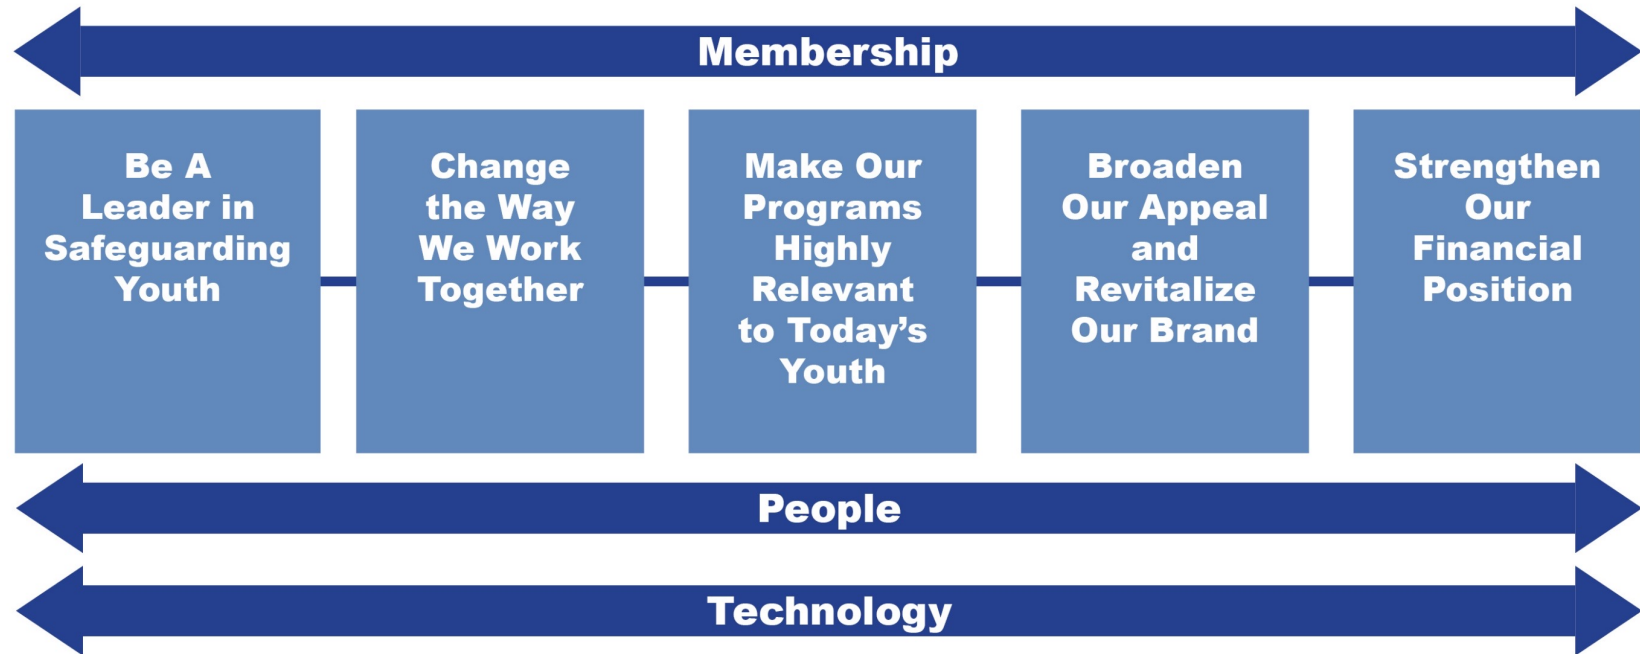 Membership
Be A
Leader in
Safeguarding
Youth
Change
the Way
We Work
Together
Make Our
Programs
Highly
Relevant
to Today’s
Youth
Broaden
Our Appeal
and
Revitalize
Our Brand
Strengthen
Our
Financial
Position
People
Technology